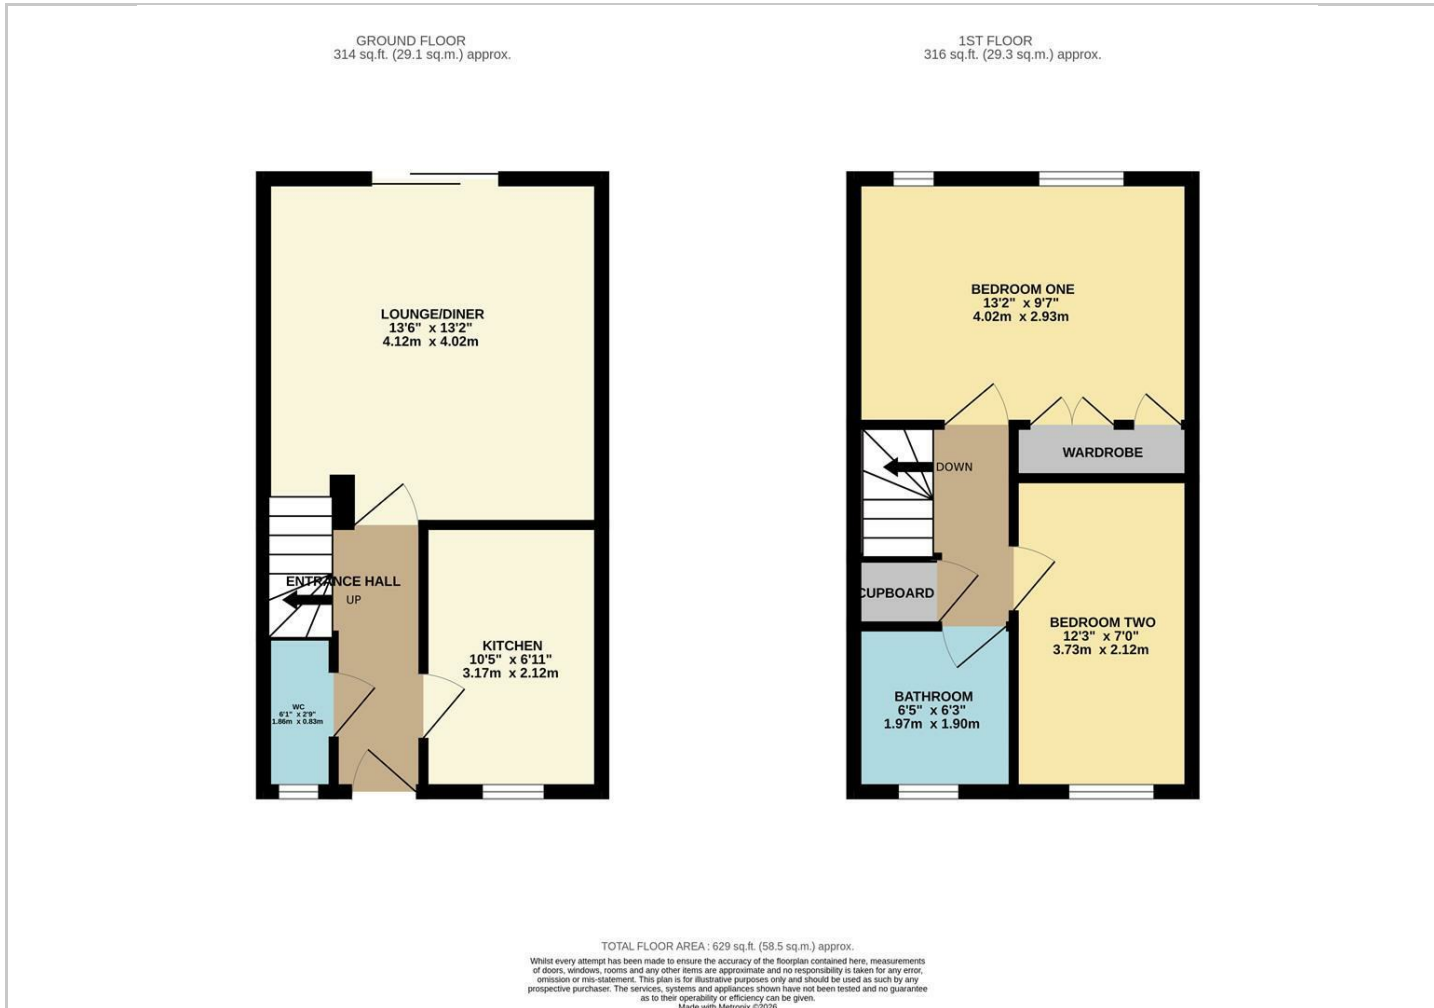 GROUND FLOOR
314 sq.ft. (29.1 sq.m.) approx.
LOUNGE/DINER
13'6" x 13'2"
4.12m x 4.02m
ENTRANCE HALL
UP
KITCHEN
10'5" x 6'11"
3.17m x 2.12m
WC
6'1" x 2'9"
1.86m x 0.83m
1ST FLOOR
316 sq.ft. (29.3 sq.m.) approx.
BEDROOM ONE
13'2" x 9'7"
4.02m x 2.93m
WARDROBE
DOWN
CUPBOARD
BEDROOM TWO
12'3" x 7'0"
3.73m x 2.12m
BATHROOM
6'5" x 6'3"
1.97m x 1.90m
TOTAL FLOOR AREA : 629 sq.ft. (58.5 sq.m.) approx.
Whilst every attempt has been made to ensure the accuracy of the floorplan contained here, measurements
of doors, windows, rooms and any other items are approximate and no responsibility is taken for any error,
omission or mis-statement. This plan is for illustrative purposes only and should be used as such by any
prospective purchaser. The services, systems and appliances shown have not been tested and no guarantee
as to their operability or efficiency can be given.
Made with Metropix ©2026